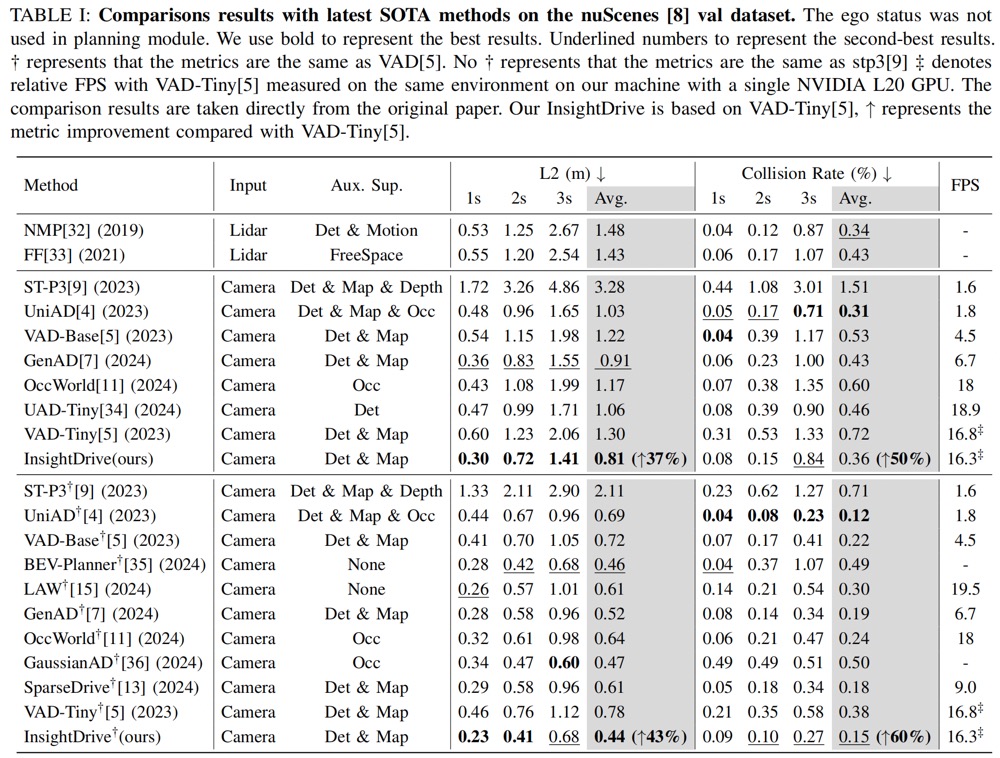 TABLE I: Comparisons results with latest SOTA methods on the nuScenes [8] val dataset. The ego status was not
used in planning module. We use bold to represent the best results. Underlined numbers to represent the second-best results.
† represents that the metrics are the same as VAD[5]. No † represents that the metrics are the same as stp3[9] ‡ denotes
relative FPS with VAD-Tiny[5] measured on the same environment on our machine with a single NVIDIA L20 GPU. The
comparison results are taken directly from the original paper. Our InsightDrive is based on VAD-Tiny[5], ↑ represents the
metric improvement compared with VAD-Tiny[5].
Method Input Aux. Sup. L2 (m) ↓ Collision Rate (%) ↓ FPS
1s 2s 3s Avg. 1s 2s 3s Avg.
NMP[32] (2019) Lidar Det & Motion 0.53 1.25 2.67 1.48 0.04 0.12 0.87 0.34 -
FF[33] (2021) Lidar FreeSpace 0.55 1.20 2.54 1.43 0.06 0.17 1.07 0.43 -
ST-P3[9] (2023) Camera Det & Map & Depth 1.72 3.26 4.86 3.28 0.44 1.08 3.01 1.51 1.6
UniAD[4] (2023) Camera Det & Map & Occ 0.48 0.96 1.65 1.03 0.05 0.17 0.71 0.31 1.8
VAD-Base[5] (2023) Camera Det & Map 0.54 1.15 1.98 1.22 0.04 0.39 1.17 0.53 4.5
GenAD[7] (2024) Camera Det & Map 0.36 0.83 1.55 0.91 0.06 0.23 1.00 0.43 6.7
OccWorld[11] (2024) Camera Occ 0.43 1.08 1.99 1.17 0.07 0.38 1.35 0.60 18
UAD-Tiny[34] (2024) Camera Det 0.47 0.99 1.71 1.06 0.08 0.39 0.90 0.46 18.9
VAD-Tiny[5] (2023) Camera Det & Map 0.60 1.23 2.06 1.30 0.31 0.53 1.33 0.72 16.8‡
InsightDrive(ours) Camera Det & Map 0.30 0.72 1.41 0.81 (↑37%) 0.08 0.15 0.84 0.36 (↑50%) 16.3‡
ST-P3†[9] (2023) Camera Det & Map & Depth 1.33 2.11 2.90 2.11 0.23 0.62 1.27 0.71 1.6
UniAD†[4] (2023) Camera Det & Map & Occ 0.44 0.67 0.96 0.69 0.04 0.08 0.23 0.12 1.8
VAD-Base†[5] (2023) Camera Det & Map 0.41 0.70 1.05 0.72 0.07 0.17 0.41 0.22 4.5
BEV-Planner†[35] (2024) Camera None 0.28 0.42 0.68 0.46 0.04 0.37 1.07 0.49 -
LAW†[15] (2024) Camera None 0.26 0.57 1.01 0.61 0.14 0.21 0.54 0.30 19.5
GenAD†[7] (2024) Camera Det & Map 0.28 0.58 0.96 0.52 0.08 0.14 0.34 0.19 6.7
OccWorld†[11] (2024) Camera Occ 0.32 0.61 0.98 0.64 0.06 0.21 0.47 0.24 18
GaussianAD†[36] (2024) Camera Occ 0.34 0.47 0.60 0.47 0.49 0.49 0.51 0.50 -
SparseDrive†[13] (2024) Camera Det & Map 0.29 0.58 0.96 0.61 0.05 0.18 0.34 0.18 9.0
VAD-Tiny†[5] (2023) Camera Det & Map 0.46 0.76 1.12 0.78 0.21 0.35 0.58 0.38 16.8‡
InsightDrive†(ours) Camera Det & Map 0.23 0.41 0.68 0.44 (↑43%) 0.09 0.10 0.27 0.15 (↑60%) 16.3‡